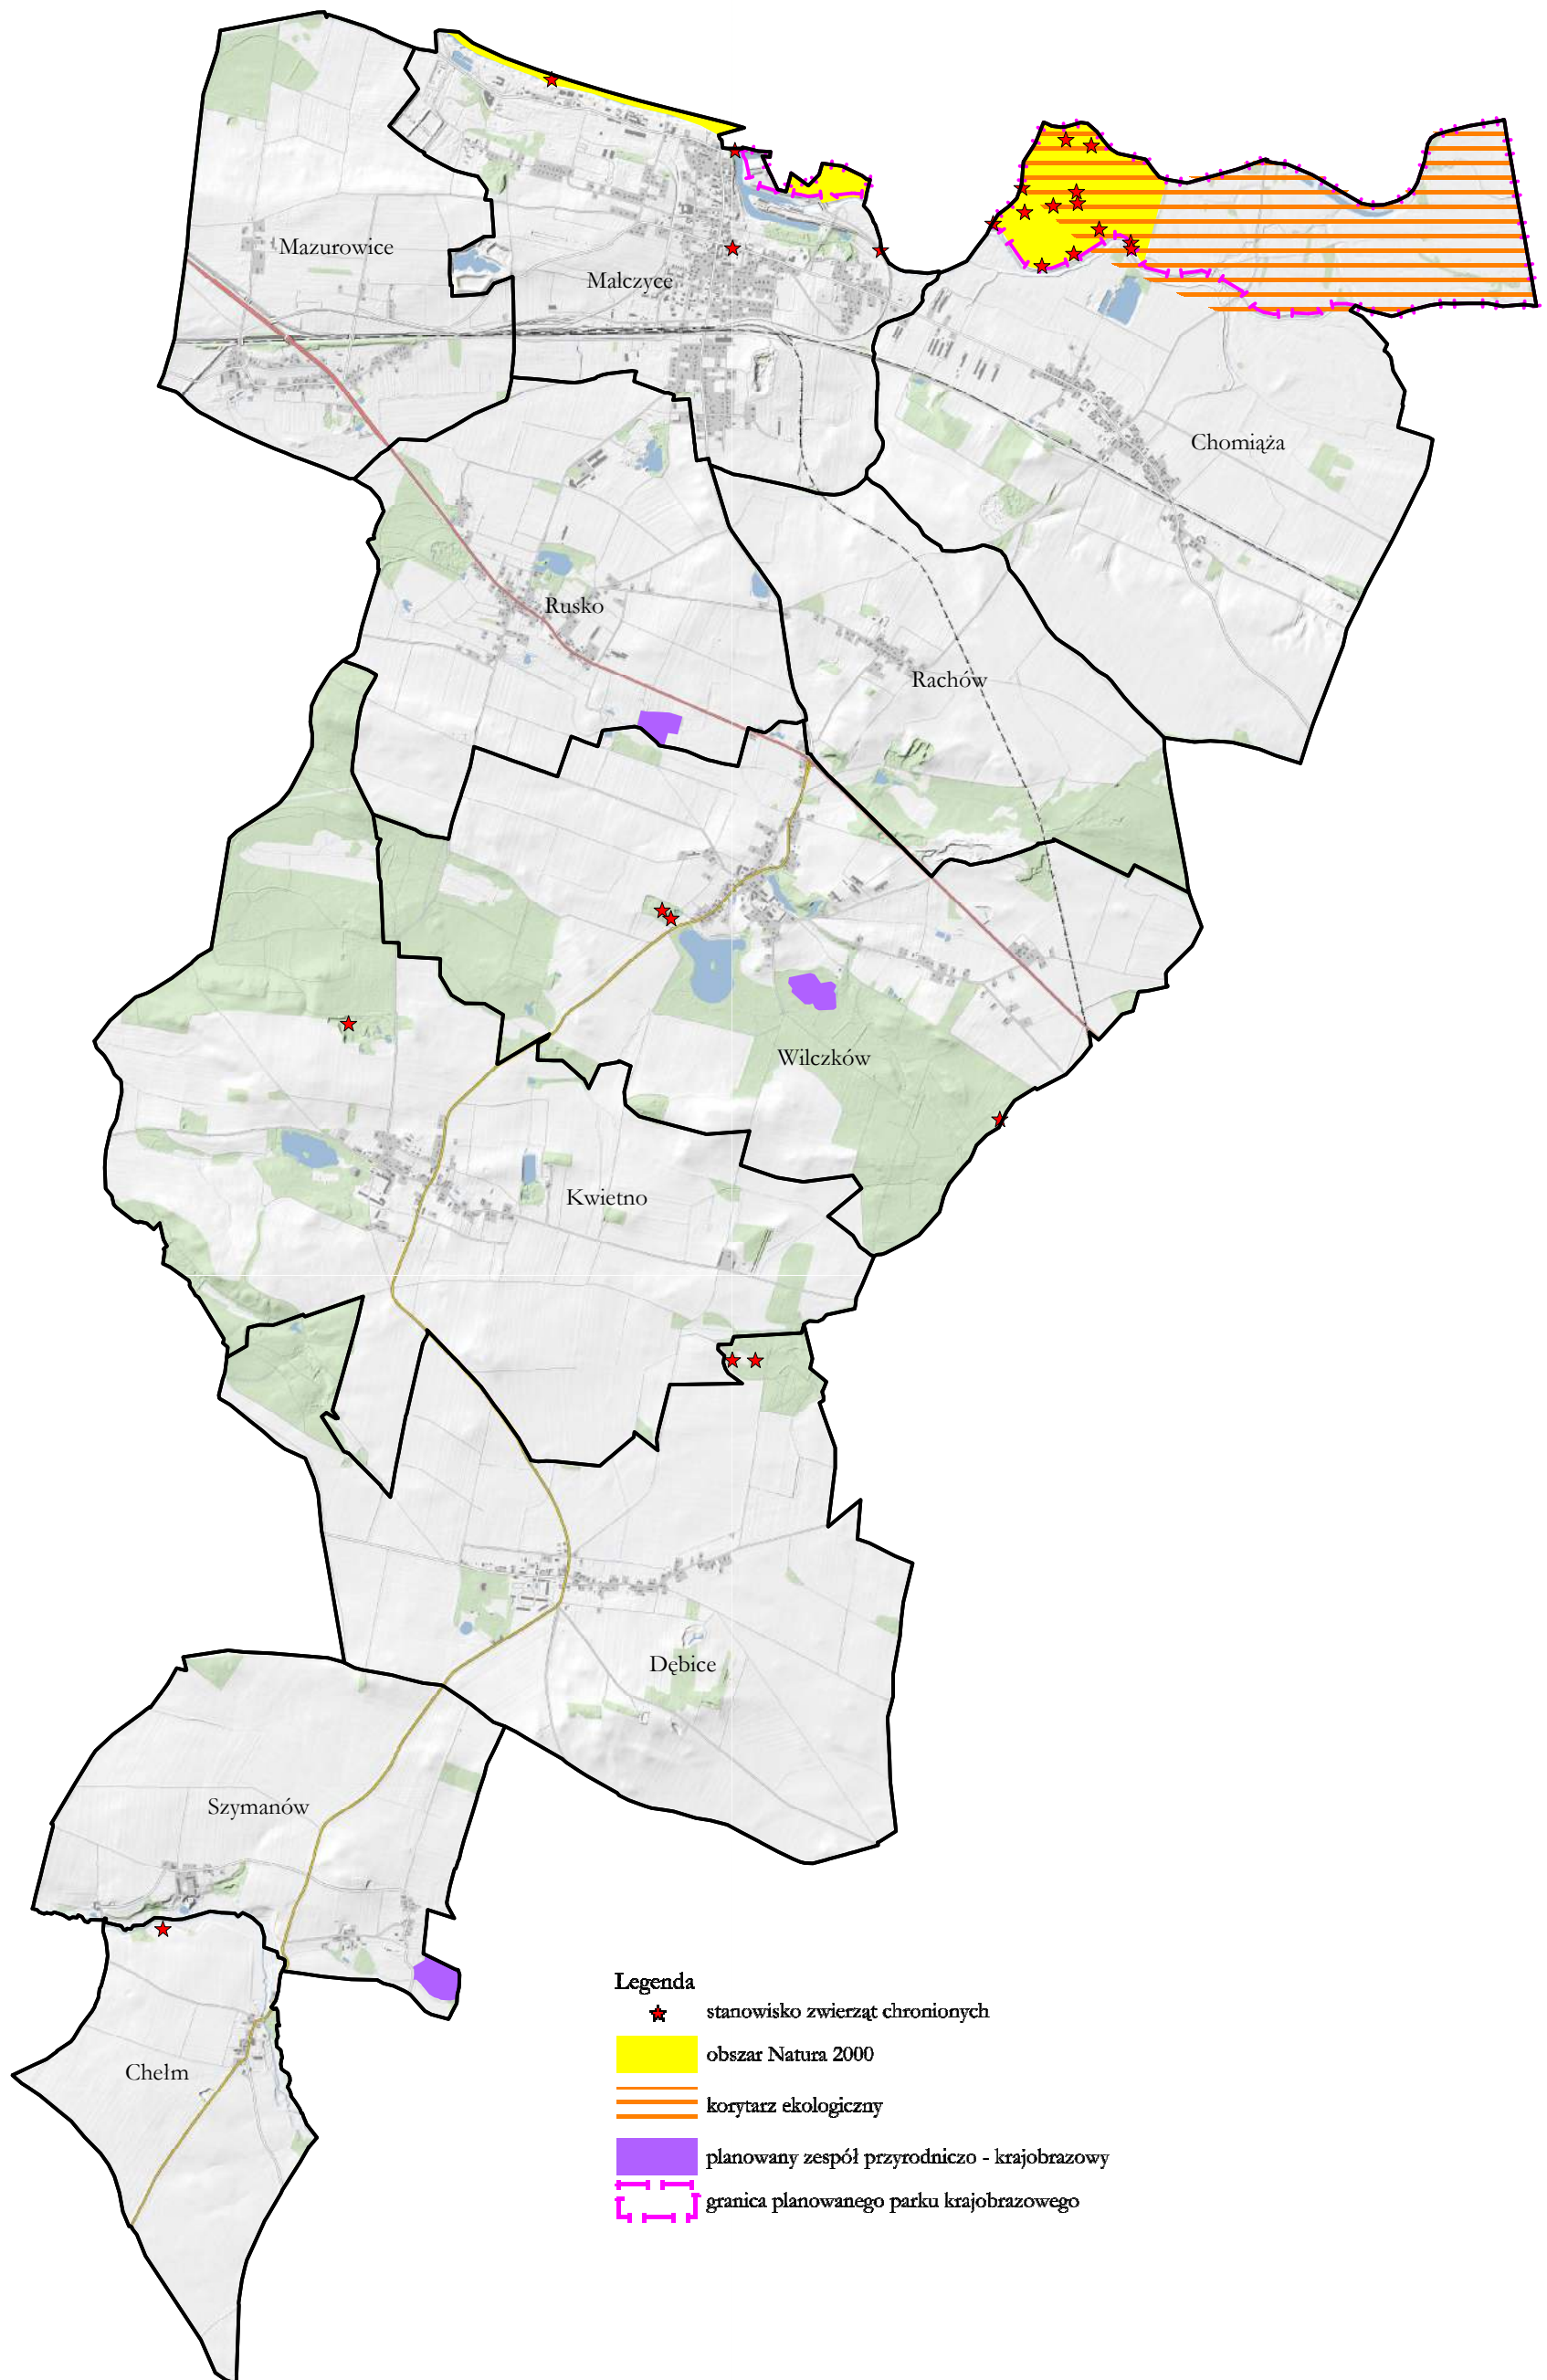 Mazurowice
Malczyce
Chomiąża
Rusko
Rachów
Wilczków
Kwietno
Dębice
Szymanów
Chełm
Legenda
stanowisko zwierząt chronionych
obszar Natura 2000
korytarz ekologiczny
planowany zespół przyrodniczo - krajobrazowy
granica planowanego parku krajobrazowego